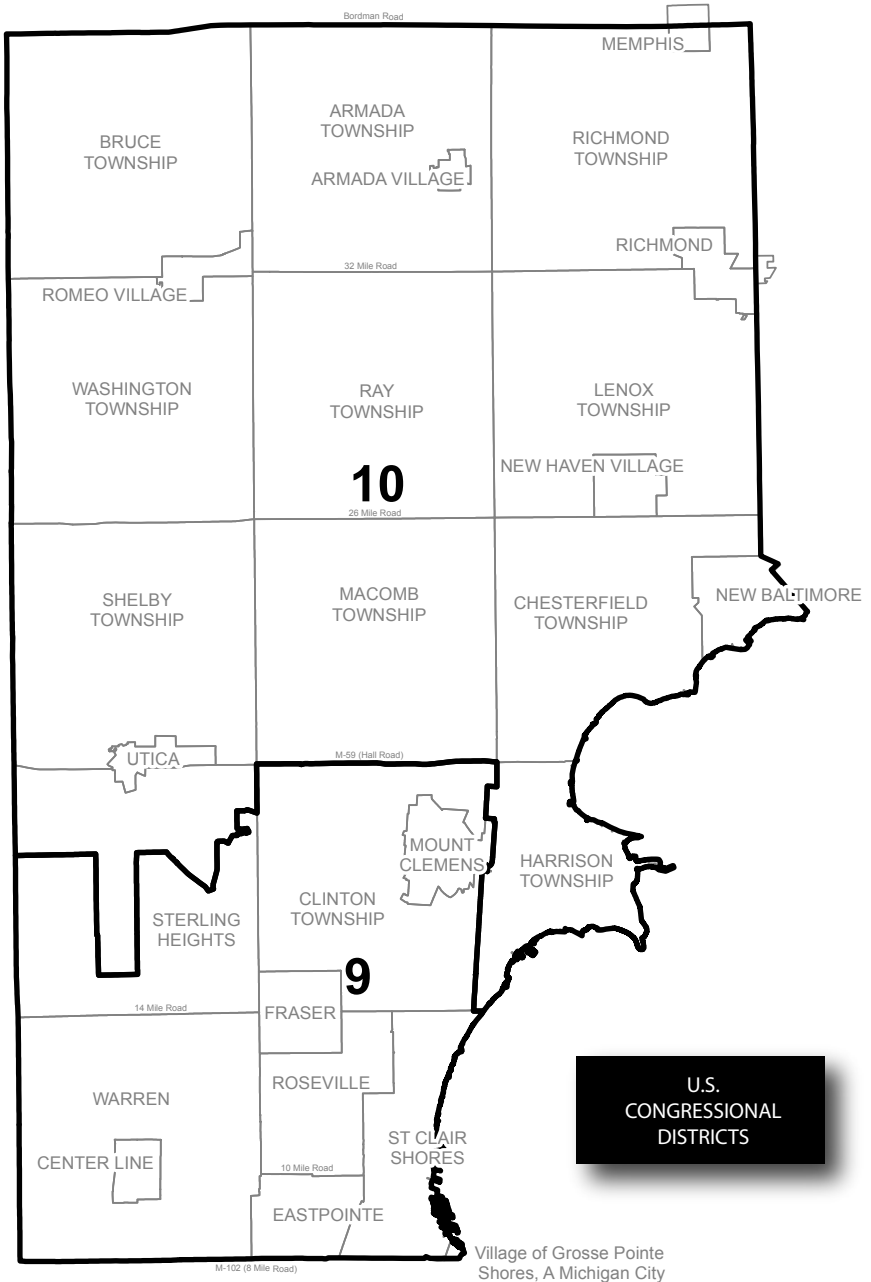 Bordman Road
MEMPHIS
ARMADA
TOWNSHIP
BRUCE
TOWNSHIP
RICHMOND
TOWNSHIP
ARMADA VILLAGE
RICHMOND
32 Mile Road
ROMEO VILLAGE
WASHINGTON
TOWNSHIP
RAY
TOWNSHIP
LENOX
TOWNSHIP
NEW HAVEN VILLAGE
10
26 Mile Road
SHELBY
TOWNSHIP
MACOMB
TOWNSHIP
CHESTERFIELD
TOWNSHIP
NEW BALTIMORE
M-59 (Hall Road)
UTICA
MOUNT
CLEMENS
HARRISON
TOWNSHIP
CLINTON
TOWNSHIP
STERLING
HEIGHTS
9
14 Mile Road
FRASER
ROSEVILLE
WARREN
U.S.
CONGRESSIONAL
DISTRICTS
ST CLAIR
SHORES
CENTER LINE
10 Mile Road
EASTPOINTE
M-102 (8 Mile Road)
Village of Grosse Pointe
Shores, A Michigan City